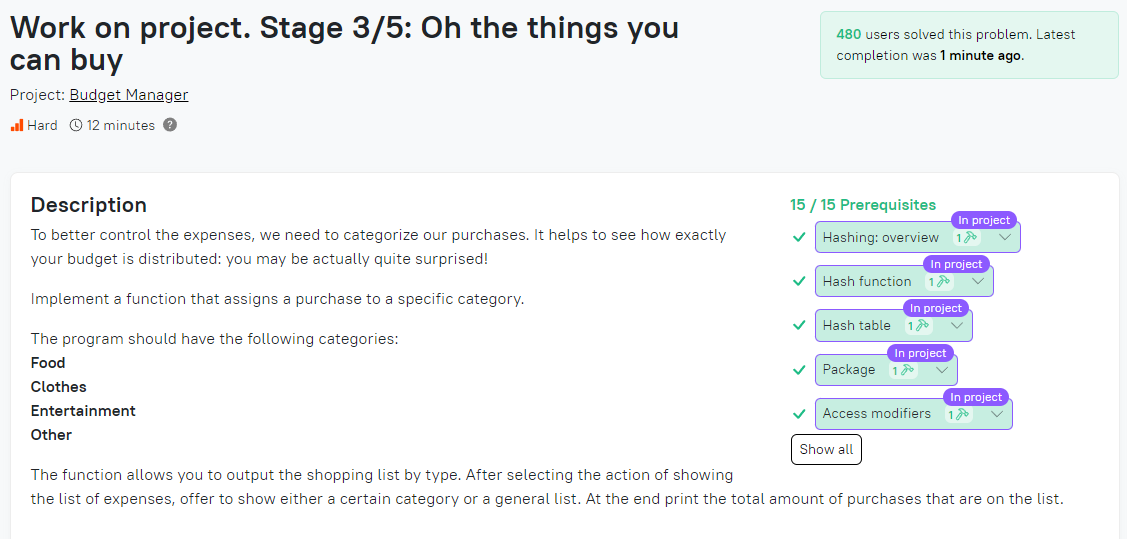 Work on project. Stage 3/5: Oh the things you
can buy
Project: Budget Manager
Hard 12 minutes ?
480 users solved this problem. Latest
completion was 1 minute ago.
Description
To better control the expenses, we need to categorize our purchases. It helps to see how exactly
your budget is distributed: you may be actually quite surprised!
Implement a function that assigns a purchase to a specific category.
The program should have the following categories:
Food
Clothes
Entertainment
Other
The function allows you to output the shopping list by type. After selecting the action of showing
the list of expenses, offer to show either a certain category or a general list. At the end print the total amount of purchases that are on the list.
15 / 15 Prerequisites
In project
Hashing: overview 1
In project
Hash function 1
In project
Hash table 1
In project
Package 1
In project
Access modifiers 1
Show all